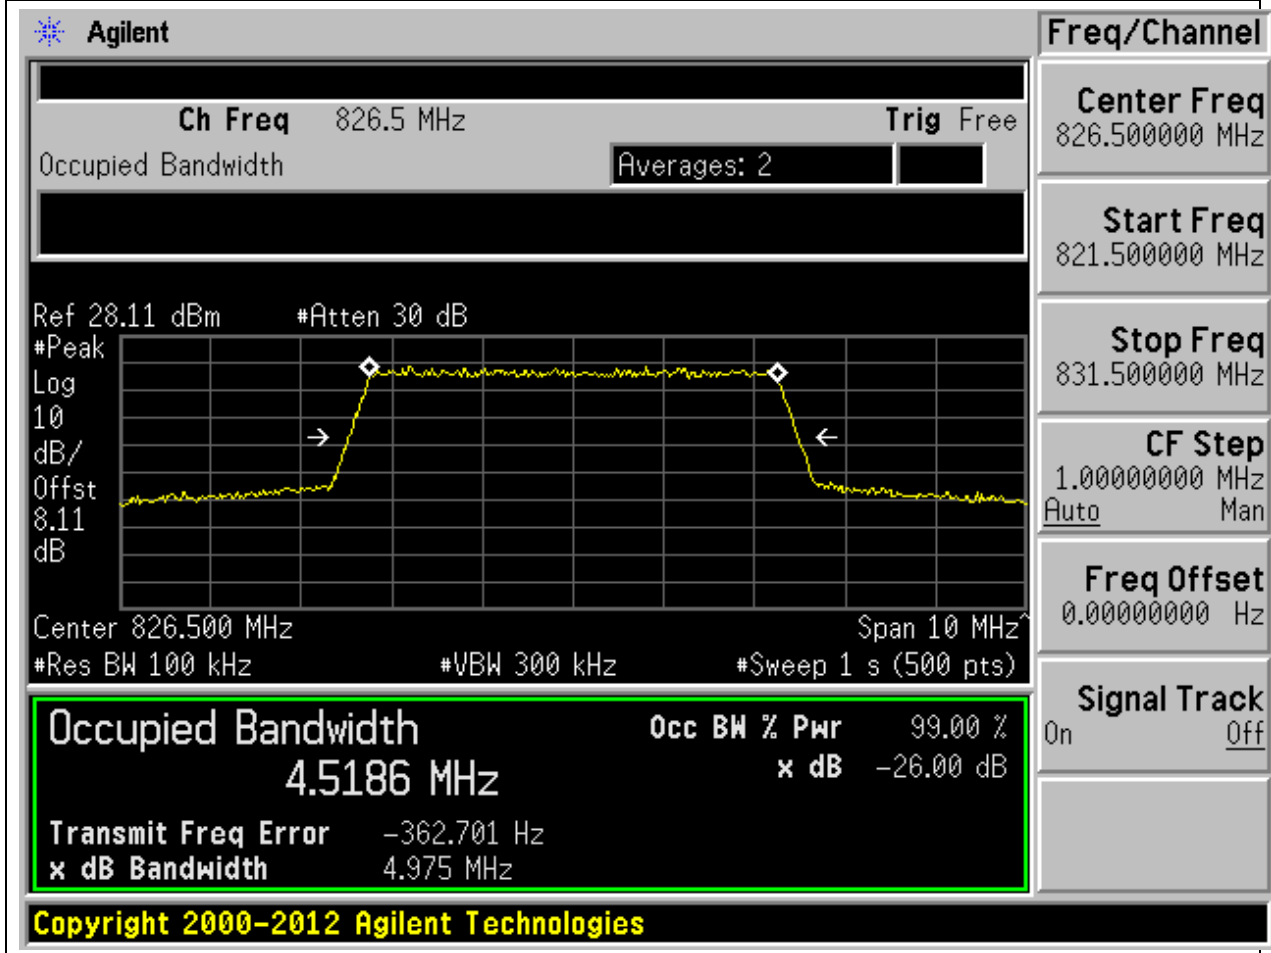 Agilent
Freq/Channel
Ch Freq 826.5 MHz Trig Free
Occupied Bandwidth Averages: 2
Center Freq
826.500000 MHz
Start Freq
821.500000 MHz
Stop Freq
831.500000 MHz
CF Step
1.00000000 MHz
Auto Man
Freq Offset
0.00000000 Hz
Signal Track
On Off
Ref 28.11 dBm #Atten 30 dB
#Peak
Log
10
dB/
Offst
8.11
dB
Center 826.500 MHz Span 10 MHz^
#Res BW 100 kHz #VBW 300 kHz #Sweep 1 s (500 pts)
Occupied Bandwidth Occ BW % Pwr 99.00 %
4.5186 MHz x dB -26.00 dB
Transmit Freq Error -362.701 Hz
x dB Bandwidth 4.975 MHz
Copyright 2000-2012 Agilent Technologies